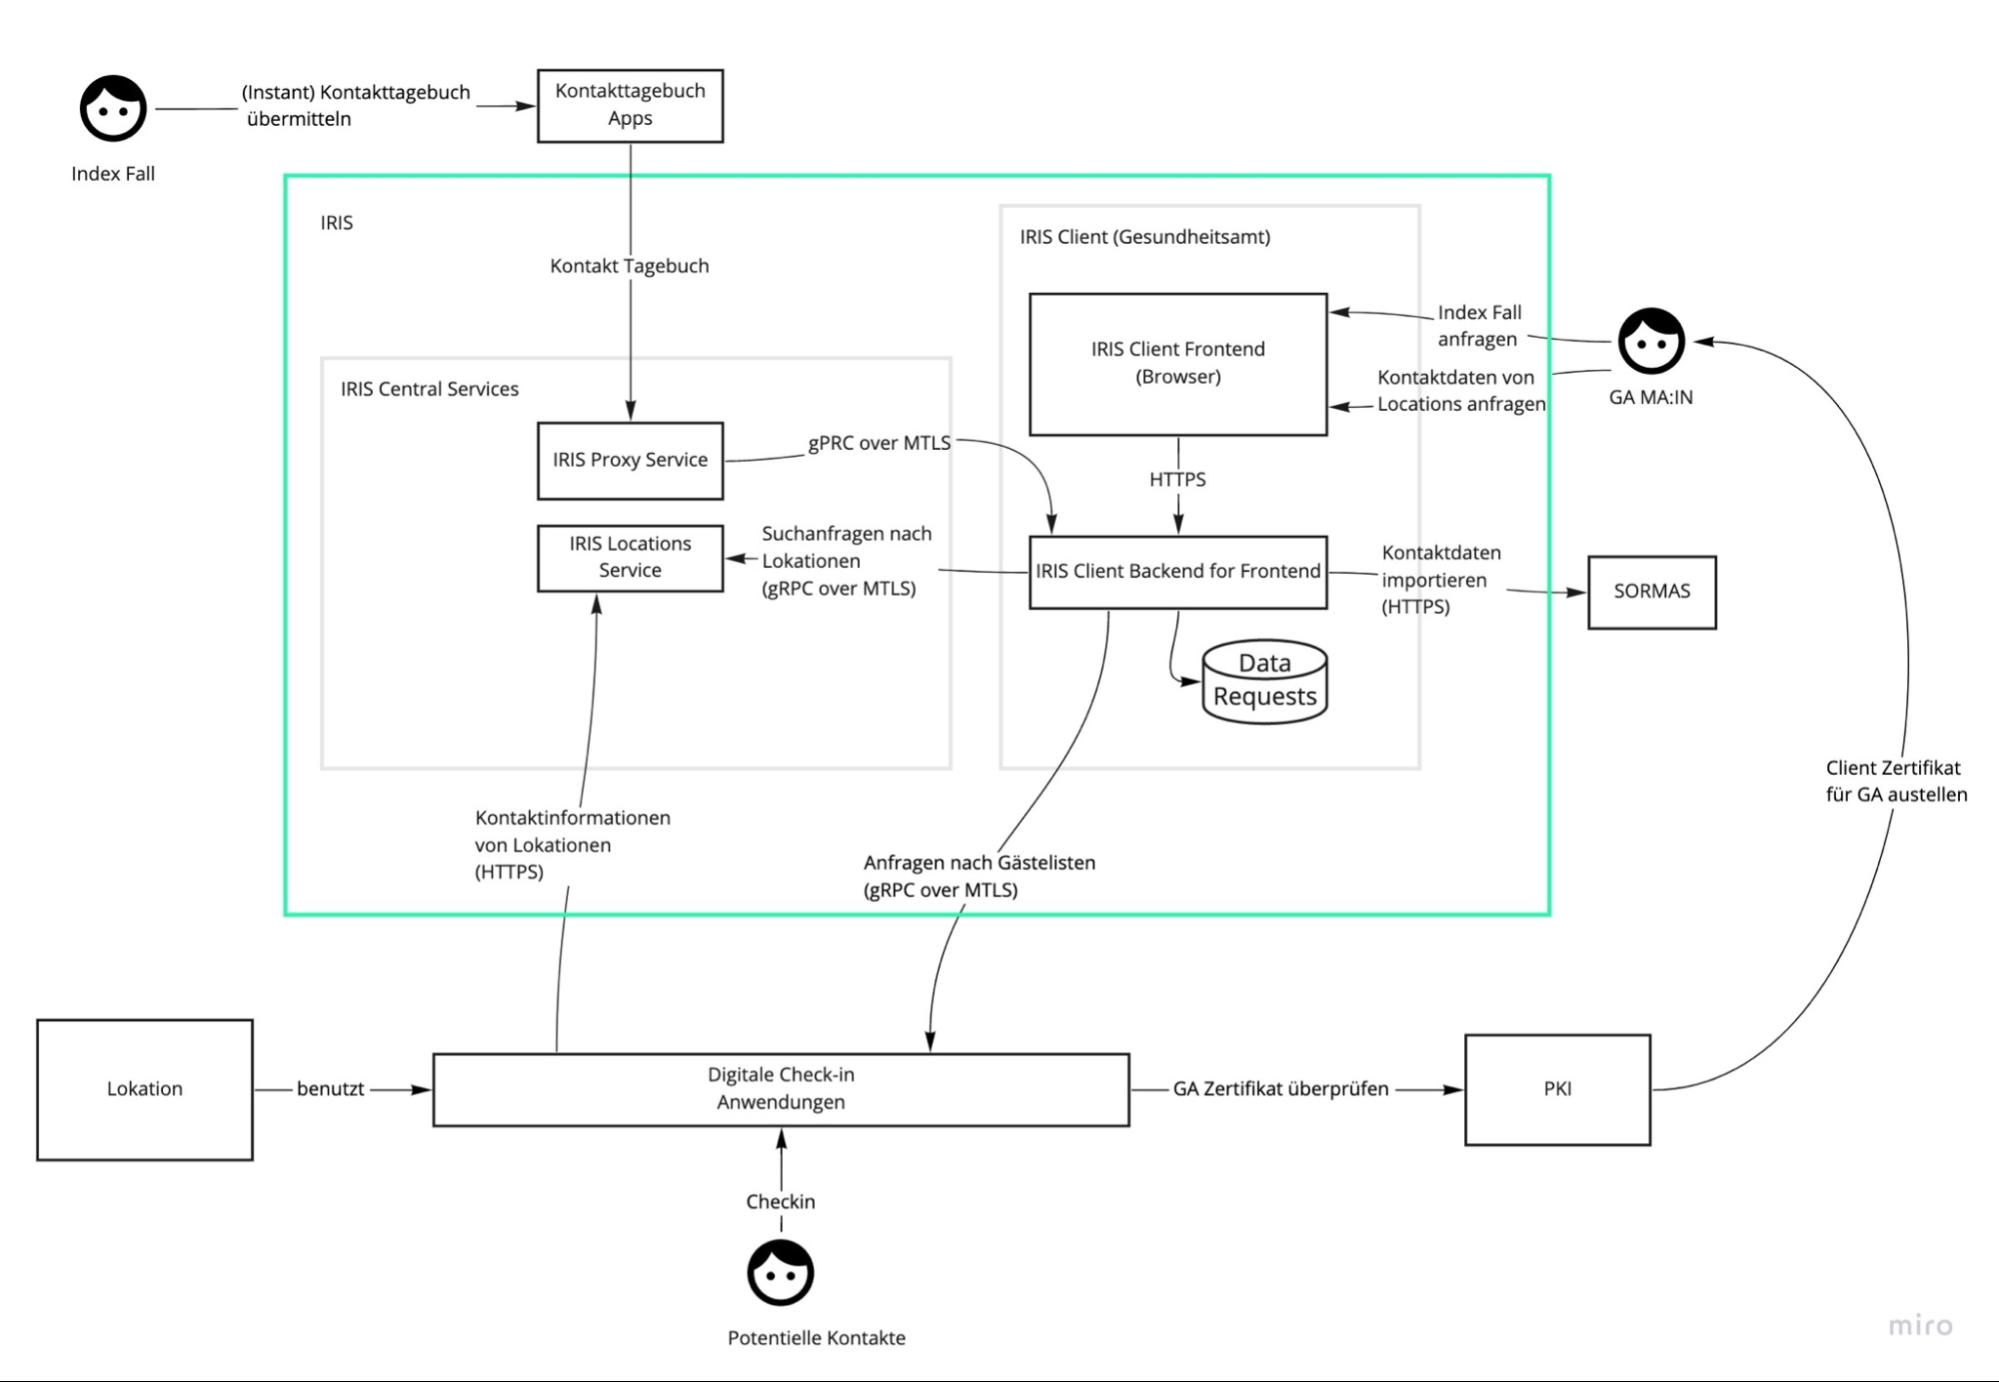 (Instant) Kontakttagebuch
übermitteln
Kontakttagebuch
Apps
Index Fall
IRIS
Kontakt Tagebuch
IRIS Client (Gesundheitsamt)
IRIS Client Frontend
(Browser)
Index Fall
anfragen
Kontaktdaten von
Locations anfragen
GA MA:IN
IRIS Central Services
IRIS Proxy Service
gPRC over MTLS
HTTPS
IRIS Locations
Service
Suchanfragen nach
Lokationen
(gRPC over MTLS)
IRIS Client Backend for Frontend
Kontaktdaten
importieren
(HTTPS)
SORMAS
Data
Requests
Kontaktinformationen
von Lokationen
(HTTPS)
Anfragen nach Gästelisten
(gRPC over MTLS)
Client Zertifikat
für GA austellen
Lokation
benutzt
Digitale Check-in
Anwendungen
GA Zertifikat überprüfen
PKI
Checkin
Potentielle Kontakte
miro